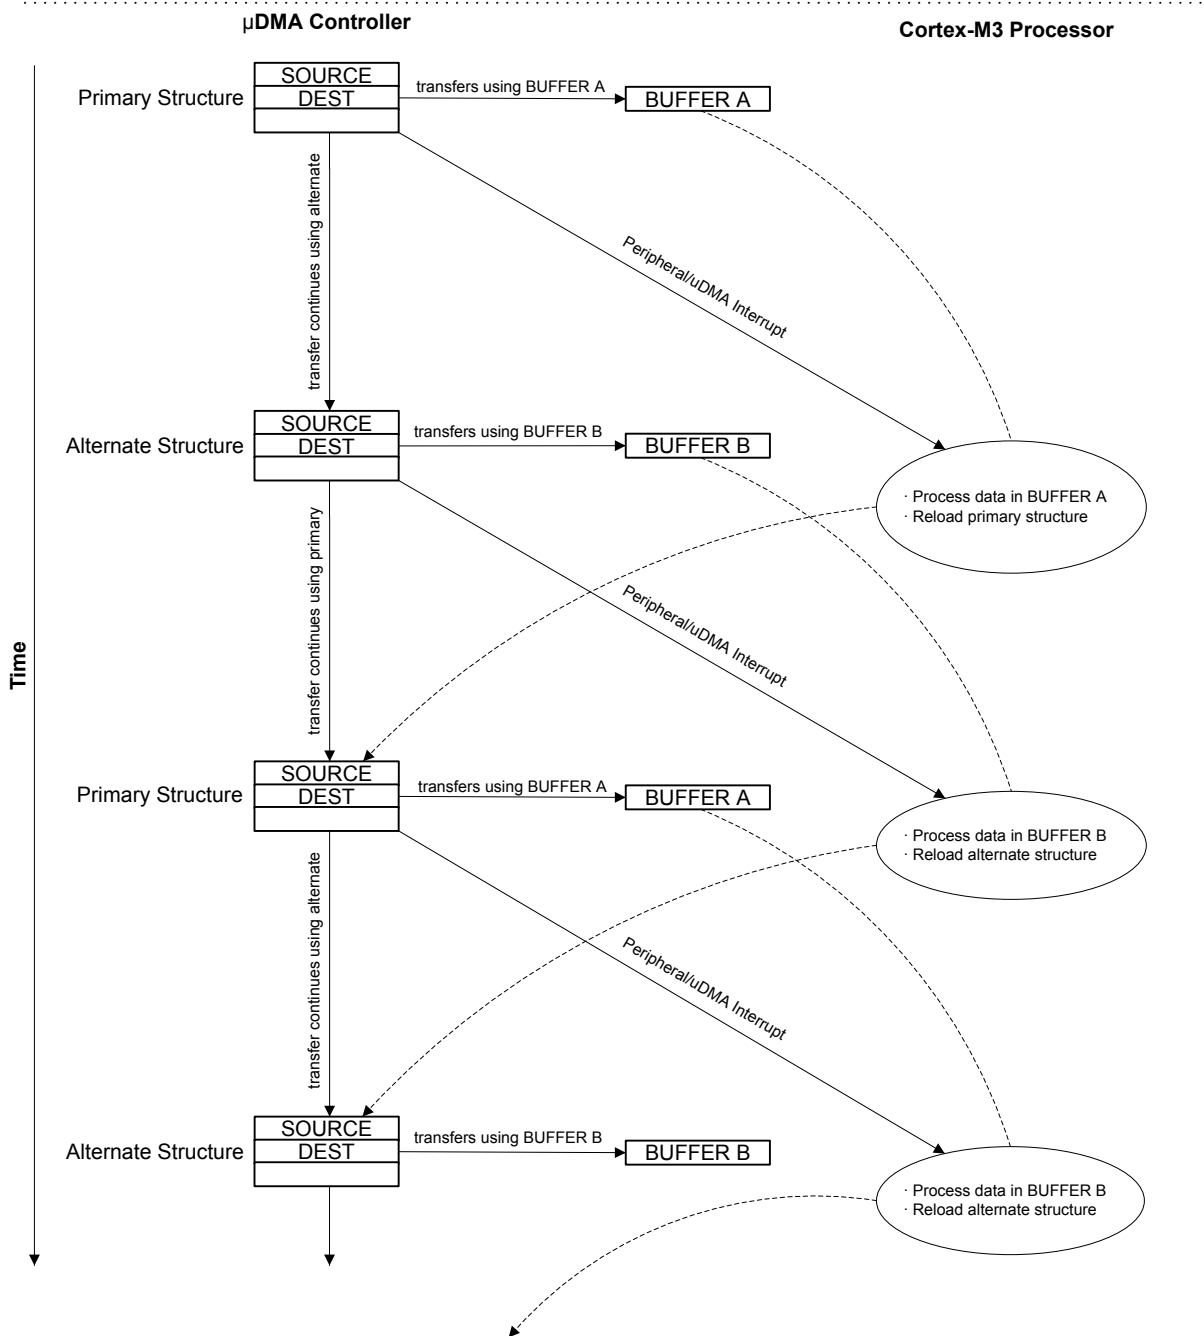 µDMA Controller
Cortex-M3 Processor
SOURCE
Primary Structure
DEST
transfers using BUFFER A
BUFFER A
transfer continues using alternate
Peripheral/uDMA Interrupt
SOURCE
Alternate Structure
DEST
transfers using BUFFER B
BUFFER B
· Process data in BUFFER A
· Reload primary structure
transfer continues using primary
Peripheral/uDMA Interrupt
Time
SOURCE
Primary Structure
DEST
transfers using BUFFER A
BUFFER A
· Process data in BUFFER B
· Reload alternate structure
transfer continues using alternate
Peripheral/uDMA Interrupt
SOURCE
Alternate Structure
DEST
transfers using BUFFER B
BUFFER B
· Process data in BUFFER B
· Reload alternate structure